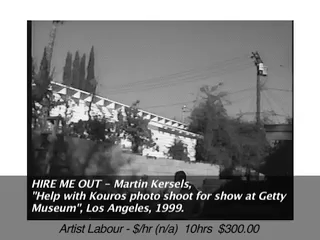 HIRE ME OUT - Martin Kersels,
"Help with Kouros photo shoot for show at Getty
Museum", Los Angeles, 1999.
Artist Labour - $/hr (n/a) 10hrs $300.00